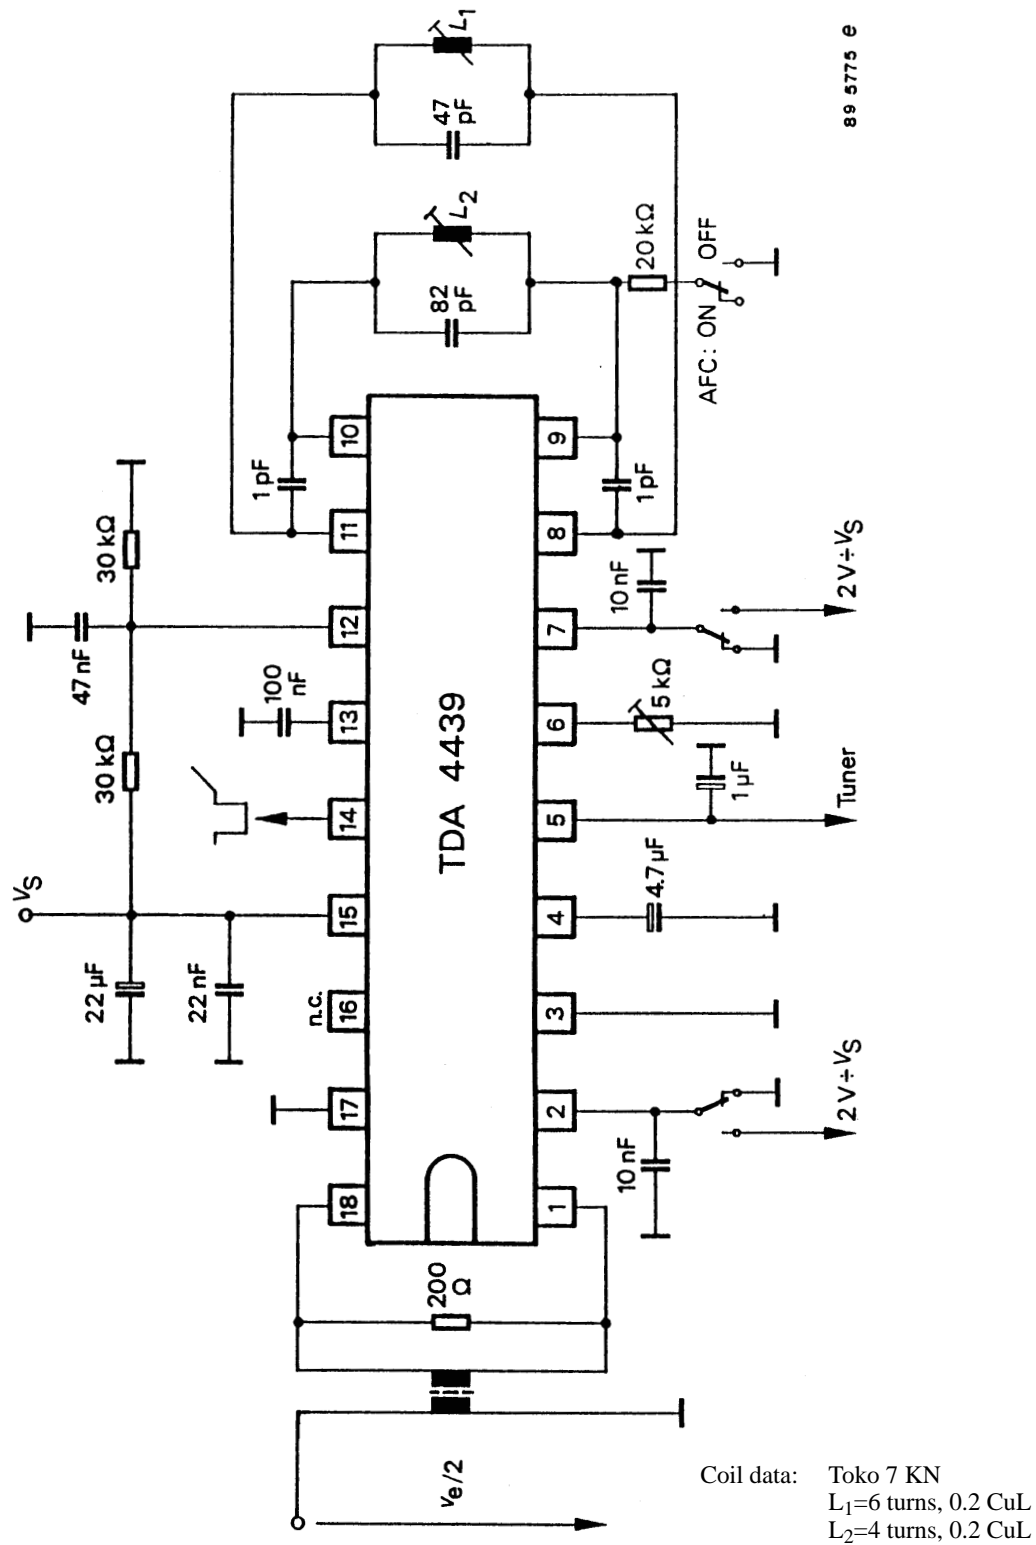 89 5775 e
L1
47
pF
L2
82
pF
20 kΩ
AFC: ON OFF
1 pF
1 pF
10
11
12
13
14
15
16
17
18
9
8
7
6
5
4
3
2
1
TDA 4439
30 kΩ
47 nF
30 kΩ
100
nF
VS
22 µF
22 nF
n.c.
10 nF
2 V ÷ VS
5 kΩ
1 µF
Tuner
4.7 µF
10 nF
2 V ÷ VS
200
Ω
ve/2
Coil data: Toko 7 KN
L1=6 turns, 0.2 CuL
L2=4 turns, 0.2 CuL